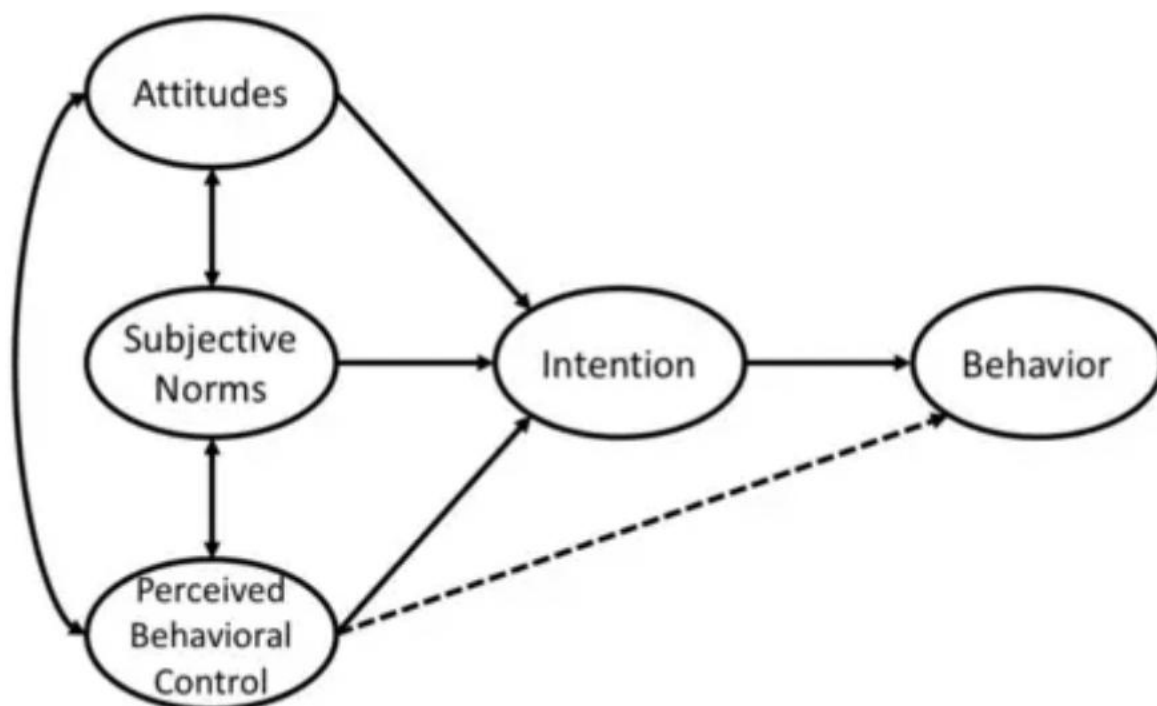 Attitudes
Subjective
Norms
Intention
Behavior
Perceived
Behavioral
Control